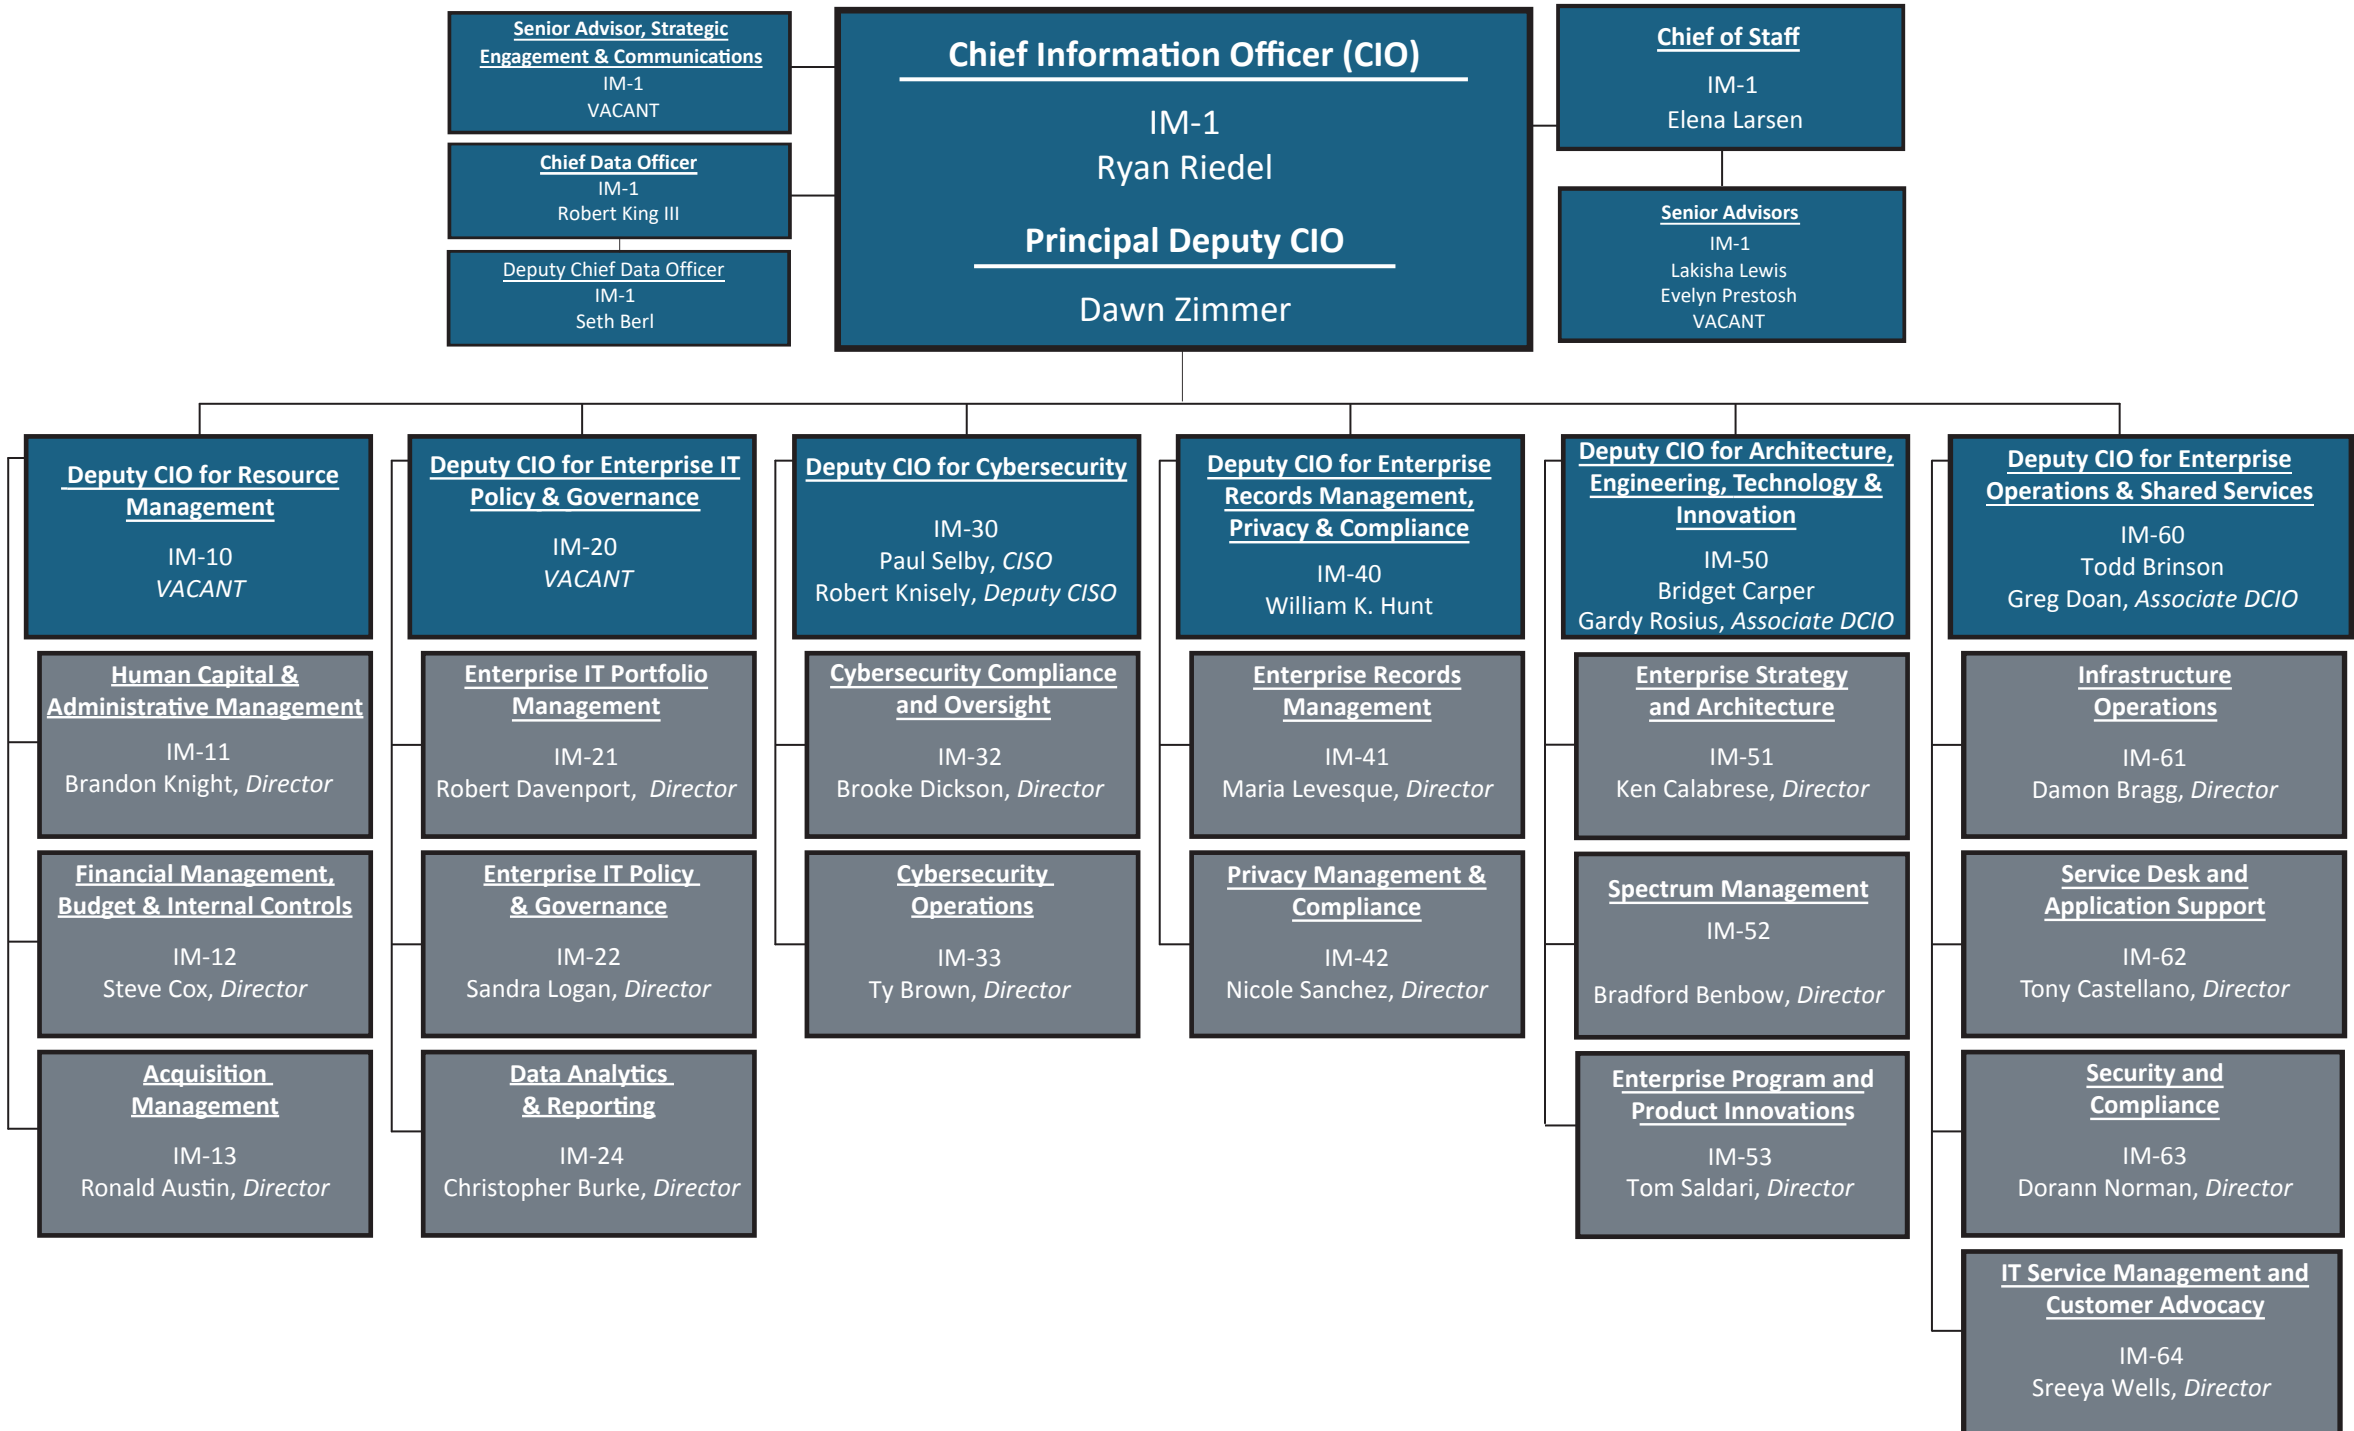 Senior Advisor, Strategic
Engagement & Communications
IM-1
VACANT
Chief Data Officer
IM-1
Robert King III
Deputy Chief Data Officer
IM-1
Seth Berl
Chief Information Officer (CIO)
IM-1
Ryan Riedel
Principal Deputy CIO
Dawn Zimmer
Chief of Staff
IM-1
Elena Larsen
Senior Advisors
IM-1
Lakisha Lewis
Evelyn Prestosh
VACANT
Deputy CIO for Resource
Management
IM-10
VACANT
Human Capital &
Administrative Management
IM-11
Brandon Knight, Director
Financial Management,
Budget & Internal Controls
IM-12
Steve Cox, Director
Acquisition
Management
IM-13
Ronald Austin, Director
Deputy CIO for Enterprise IT
Policy & Governance
IM-20
VACANT
Enterprise IT Portfolio
Management
IM-21
Robert Davenport, Director
Enterprise IT Policy
& Governance
IM-22
Sandra Logan, Director
Data Analytics
& Reporting
IM-24
Christopher Burke, Director
Deputy CIO for Cybersecurity
IM-30
Paul Selby, CISO
Robert Knisely, Deputy CISO
Cybersecurity Compliance
and Oversight
IM-32
Brooke Dickson, Director
Cybersecurity
Operations
IM-33
Ty Brown, Director
Deputy CIO for Enterprise
Records Management,
Privacy & Compliance
IM-40
William K. Hunt
Enterprise Records
Management
IM-41
Maria Levesque, Director
Privacy Management &
Compliance
IM-42
Nicole Sanchez, Director
Deputy CIO for Architecture,
Engineering, Technology &
Innovation
IM-50
Bridget Carper
Gardy Rosius, Associate DCIO
Enterprise Strategy
and Architecture
IM-51
Ken Calabrese, Director
Spectrum Management
IM-52
Bradford Benbow, Director
Enterprise Program and
Product Innovations
IM-53
Tom Saldari, Director
Deputy CIO for Enterprise
Operations & Shared Services
IM-60
Todd Brinson
Greg Doan, Associate DCIO
Infrastructure
Operations
IM-61
Damon Bragg, Director
Service Desk and
Application Support
IM-62
Tony Castellano, Director
Security and
Compliance
IM-63
Dorann Norman, Director
IT Service Management and
Customer Advocacy
IM-64
Sreeya Wells, Director